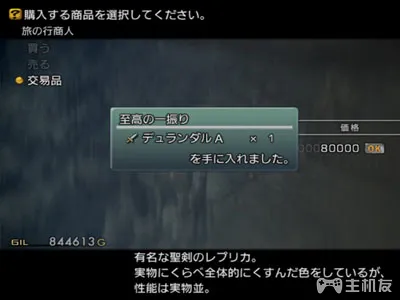 購入する商品を選択してください。
旅の行商人
買う
売る
交易品
至高の一振り
デュランダルA × 1
を手に入れました。
価格
80000 OK
GIL 844613G
有名な聖剣のレプリカ。
実物にくらべ全体的にくすんだ色をしているが、
性能は実物並。
主机友